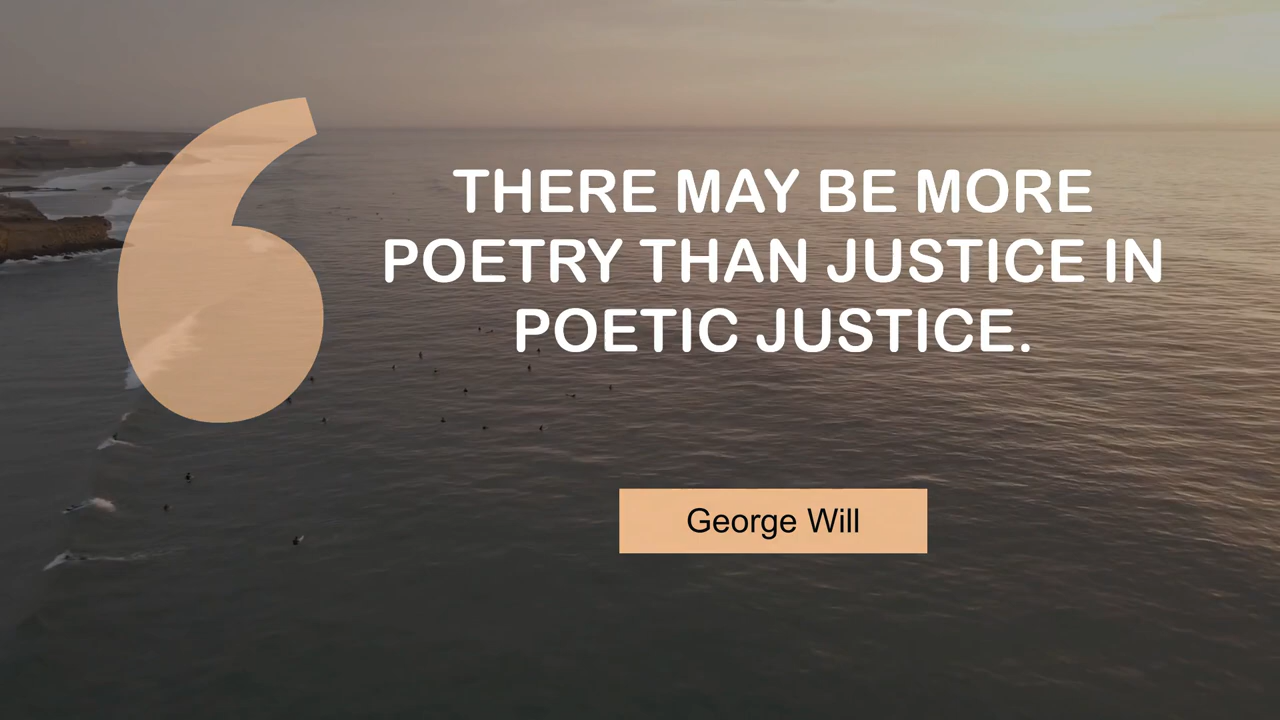 THERE MAY BE MORE
POETRY THAN JUSTICE IN
POETIC JUSTICE.
George Will